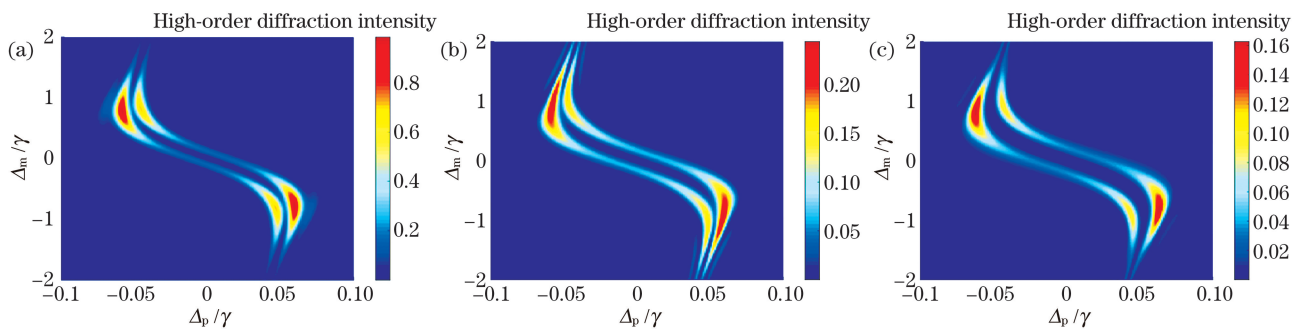 High-order diffraction intensity High-order diffraction intensity High-order diffraction intensity
(a) 2 1 0 −1 −2 Δm/γ 0.8 0.6 0.4 0.2
−0.1 −0.05 0 0.05 0.10
Δp/γ
(b) 2 1 0 −1 −2 Δm/γ 0.20 0.15 0.10 0.05
−0.1 −0.05 0 0.05 0.10
Δp/γ
(c) 2 1 0 −1 −2 Δm/γ 0.16 0.14 0.12 0.10 0.08 0.06 0.04 0.02
−0.1 −0.05 0 0.05 0.10
Δp/γ